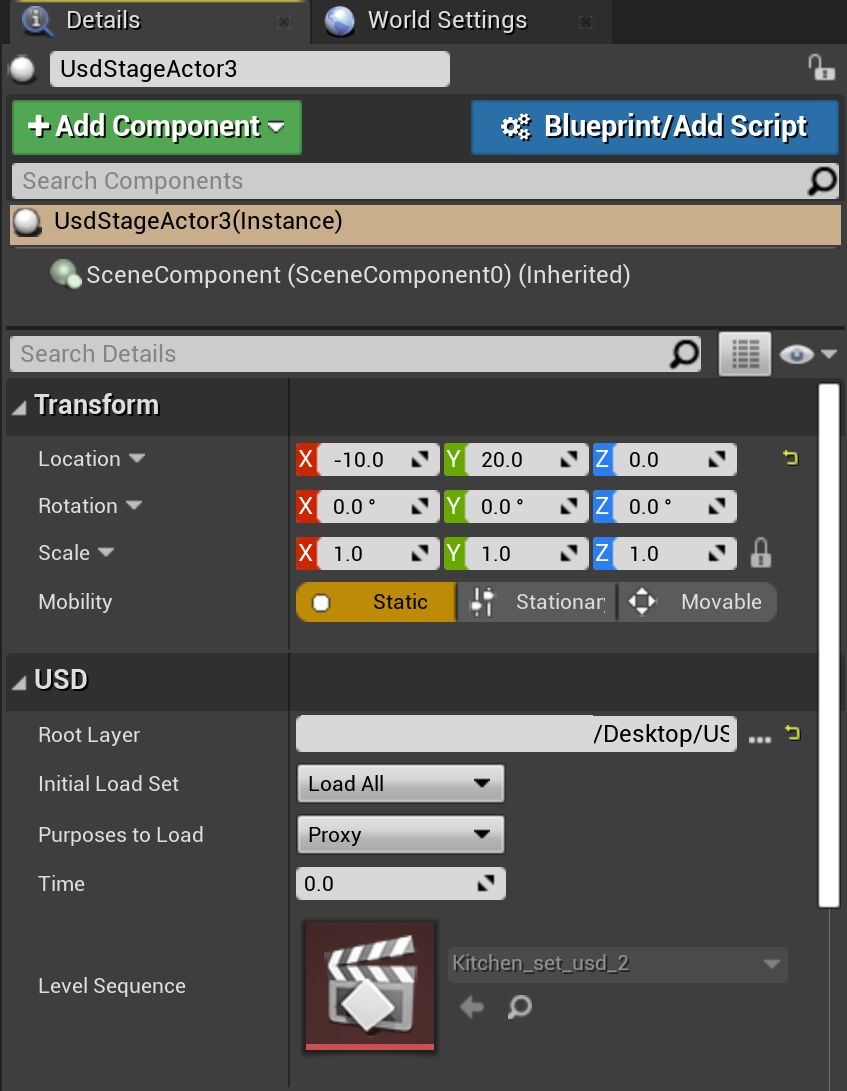 Details
World Settings
UsdStageActor3
+ Add Component
Blueprint/Add Script
Search Components
UsdStageActor3(Instance)
SceneComponent (SceneComponent0) (Inherited)
Search Details
Transform
Location X -10.0 Y 20.0 Z 0.0
Rotation X 0.0 ° Y 0.0 ° Z 0.0 °
Scale X 1.0 Y 1.0 Z 1.0
Mobility Static Stationar Movable
USD
Root Layer /Desktop/US
Initial Load Set Load All
Purposes to Load Proxy
Time 0.0
Level Sequence Kitchen_set_usd_2